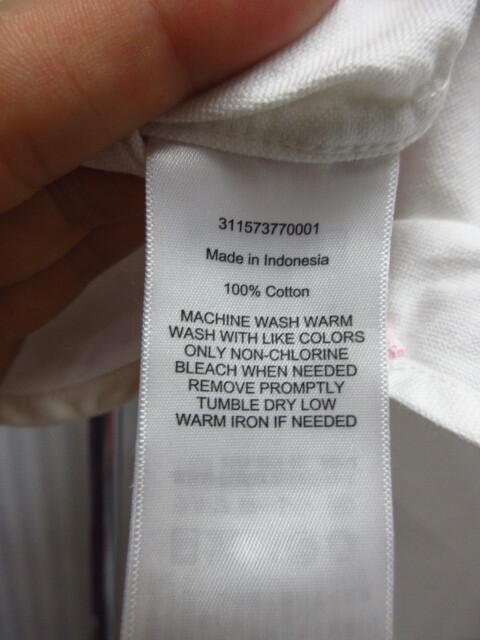 311573770001
Made in Indonesia
100% Cotton
MACHINE WASH WARM
WASH WITH LIKE COLORS
ONLY NON-CHLORINE
BLEACH WHEN NEEDED
REMOVE PROMPTLY
TUMBLE DRY LOW
WARM IRON IF NEEDED